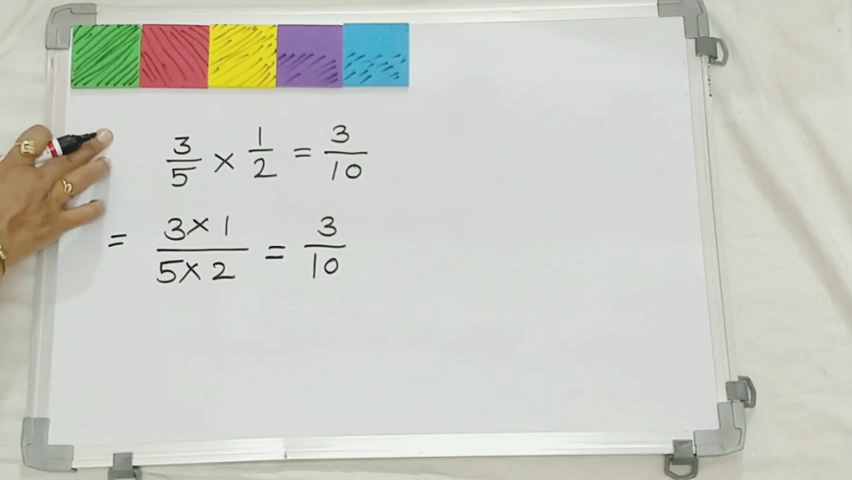 3/5 × 1/2 = 3/10
= 3×1/5×2 = 3/10